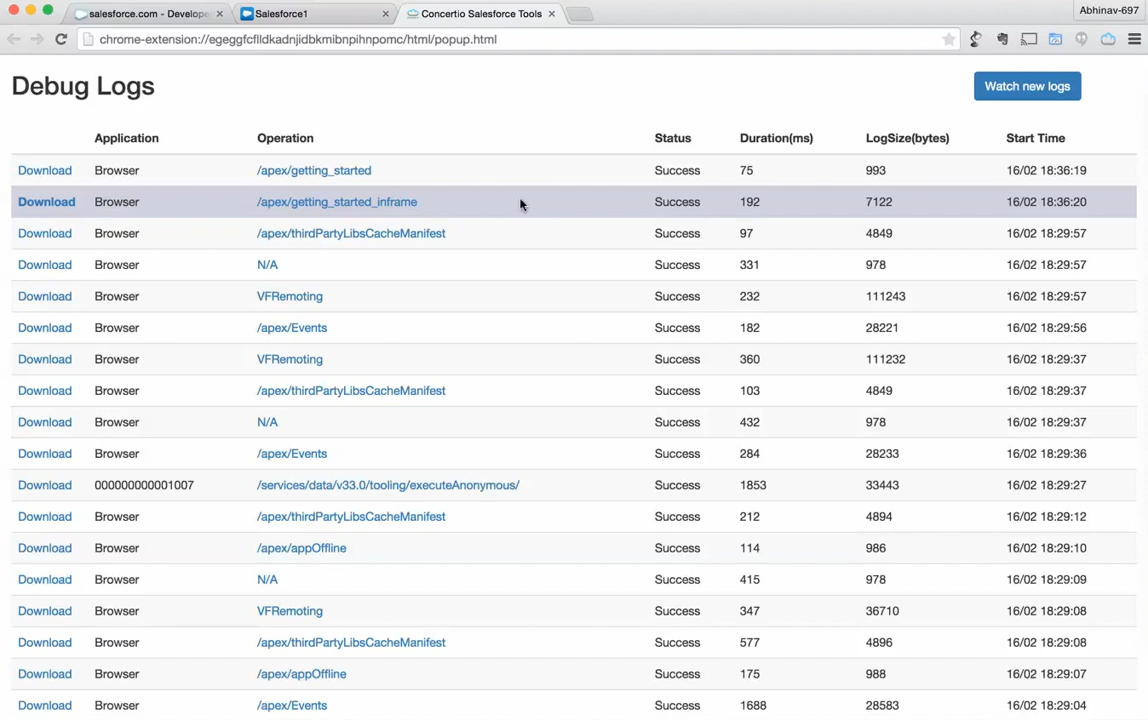 salesforce.com - Develope
Salesforce1
Concertio Salesforce Tools
Abhinav-697
chrome-extension://egeggfcflldkadnjidbkmibnpihnpomc/html/popup.html
Debug Logs
Watch new logs
Application Operation Status Duration(ms) LogSize(bytes) Start Time
Download Browser /apex/getting_started Success 75 993 16/02 18:36:19
Download Browser /apex/getting_started_inframe Success 192 7122 16/02 18:36:20
Download Browser /apex/thirdPartyLibsCacheManifest Success 97 4849 16/02 18:29:57
Download Browser N/A Success 331 978 16/02 18:29:57
Download Browser VFRemoting Success 232 111243 16/02 18:29:57
Download Browser /apex/Events Success 182 28221 16/02 18:29:56
Download Browser VFRemoting Success 360 111232 16/02 18:29:37
Download Browser /apex/thirdPartyLibsCacheManifest Success 103 4849 16/02 18:29:37
Download Browser N/A Success 432 978 16/02 18:29:37
Download Browser /apex/Events Success 284 28233 16/02 18:29:36
Download 000000000001007 /services/data/v33.0/tooling/executeAnonymous/ Success 1853 33443 16/02 18:29:27
Download Browser /apex/thirdPartyLibsCacheManifest Success 212 4894 16/02 18:29:12
Download Browser /apex/appOffline Success 114 986 16/02 18:29:10
Download Browser N/A Success 415 978 16/02 18:29:09
Download Browser VFRemoting Success 347 36710 16/02 18:29:08
Download Browser /apex/thirdPartyLibsCacheManifest Success 577 4896 16/02 18:29:08
Download Browser /apex/appOffline Success 175 988 16/02 18:29:07
Download Browser /apex/Events Success 1688 28583 16/02 18:29:04